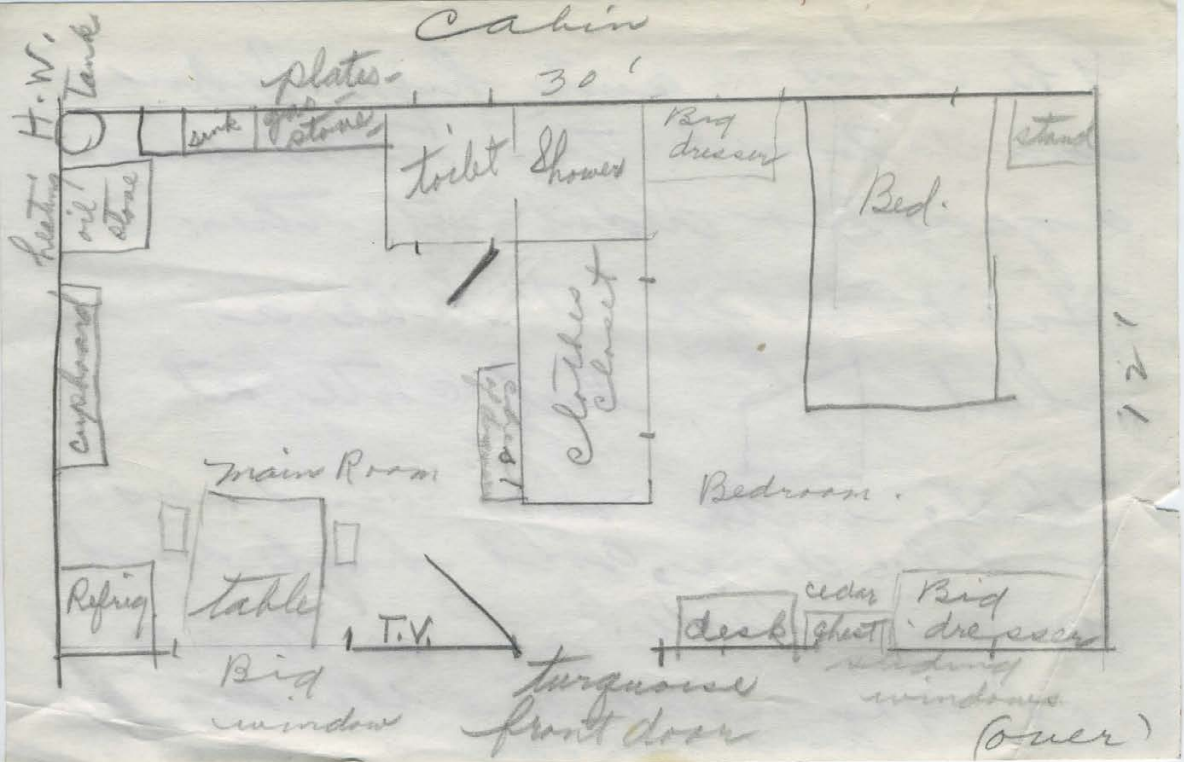 Cabin
H.W.
Tank
plates-
30'
gas
stove
sink
toilet
Shower
Big
dresser
Bed.
stand
heating
oil
stove
cupboard
Clothes
Closet
12'
main Room
Bedroom.
Refrig
table
T.V.
desk
cedar
chest
Big
dresser
Big
window
turquoise
front door
sliding
windows
(over)